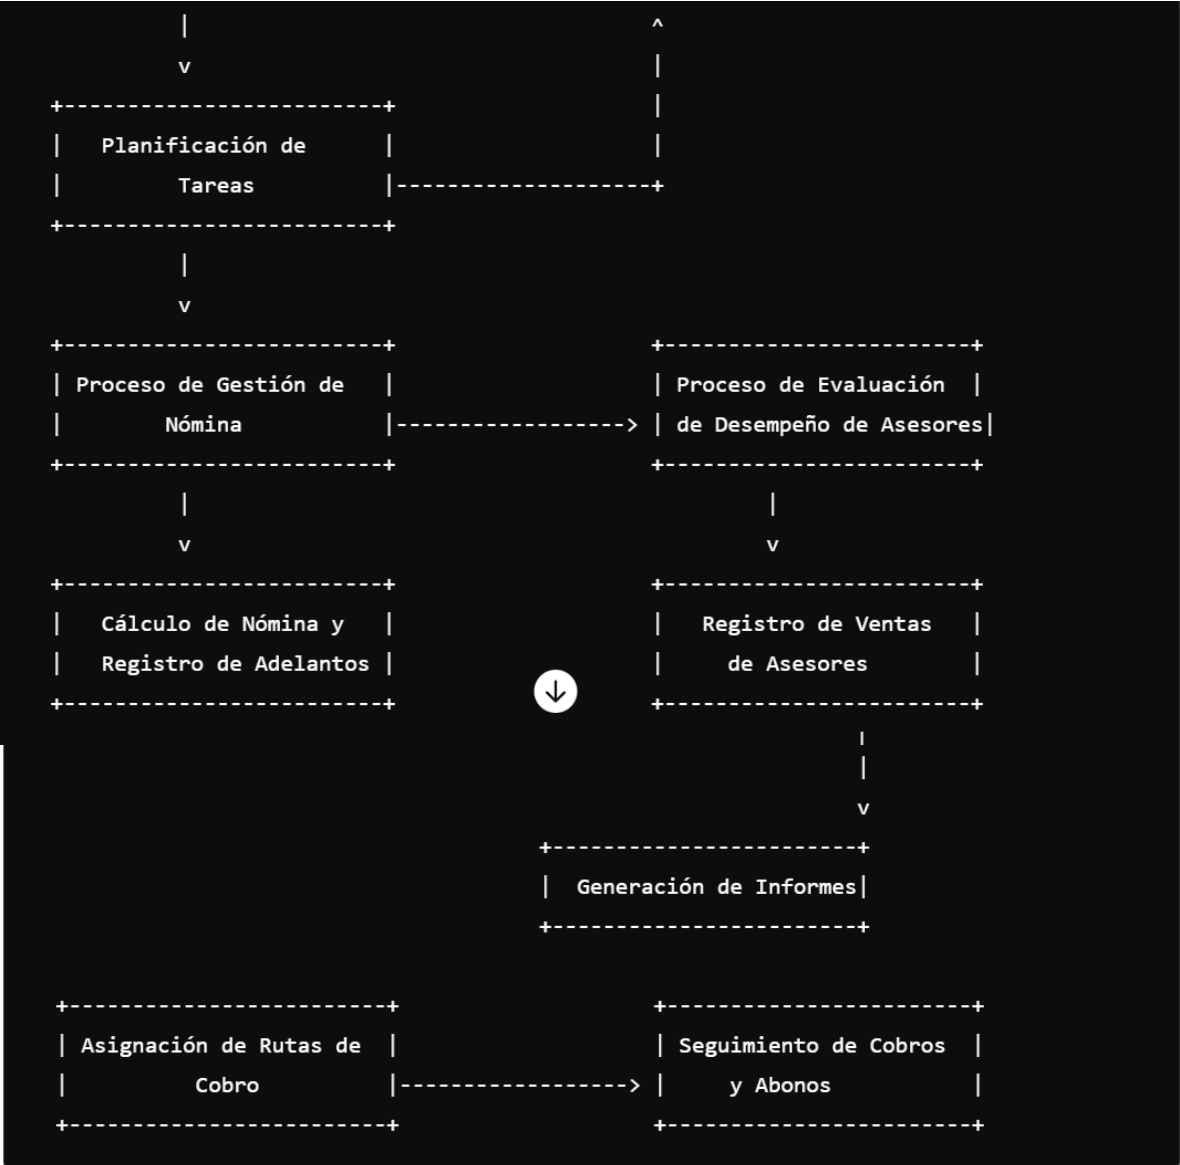 Planificación de
Tareas
Proceso de Gestión de
Nómina
Proceso de Evaluación
de Desempeño de Asesores
Cálculo de Nómina y
Registro de Adelantos
Registro de Ventas
de Asesores
Generación de Informes
Asignación de Rutas de
Cobro
Seguimiento de Cobros
y Abonos